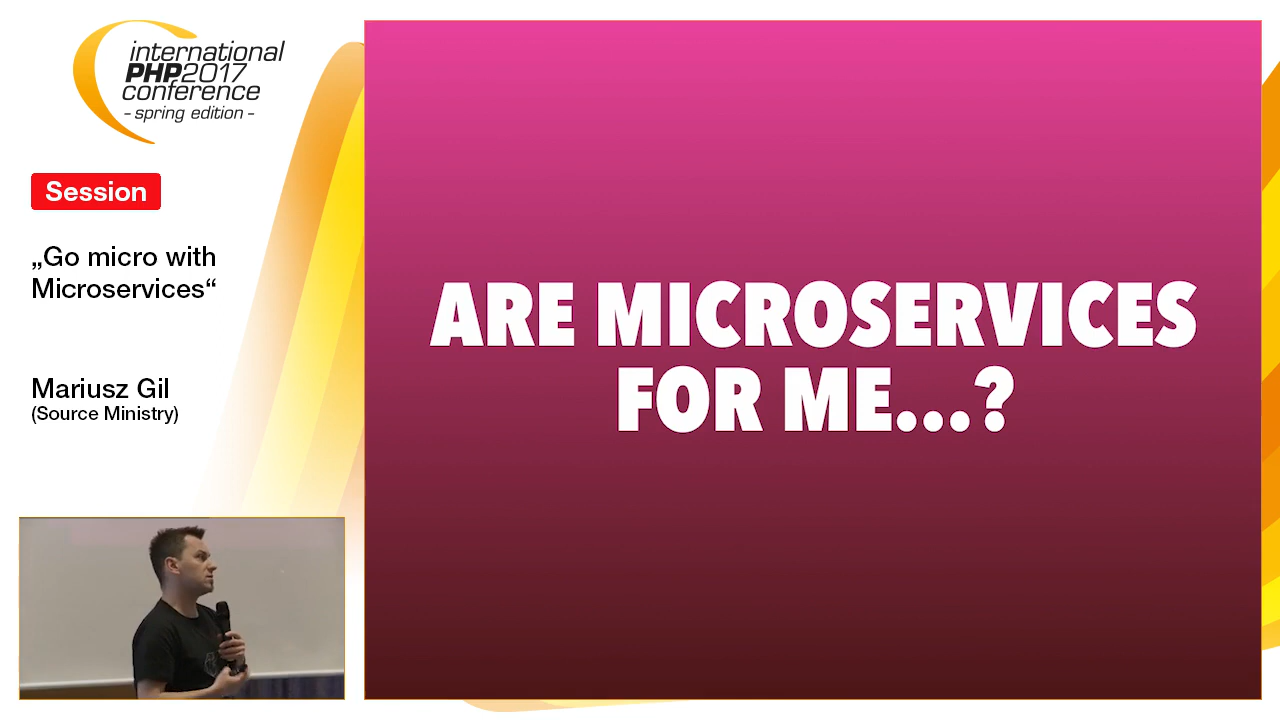 international
PHP2017
conference
- spring edition -
Session
„Go micro with
Microservices“
Mariusz Gil
(Source Ministry)
ARE MICROSERVICES
FOR ME...?